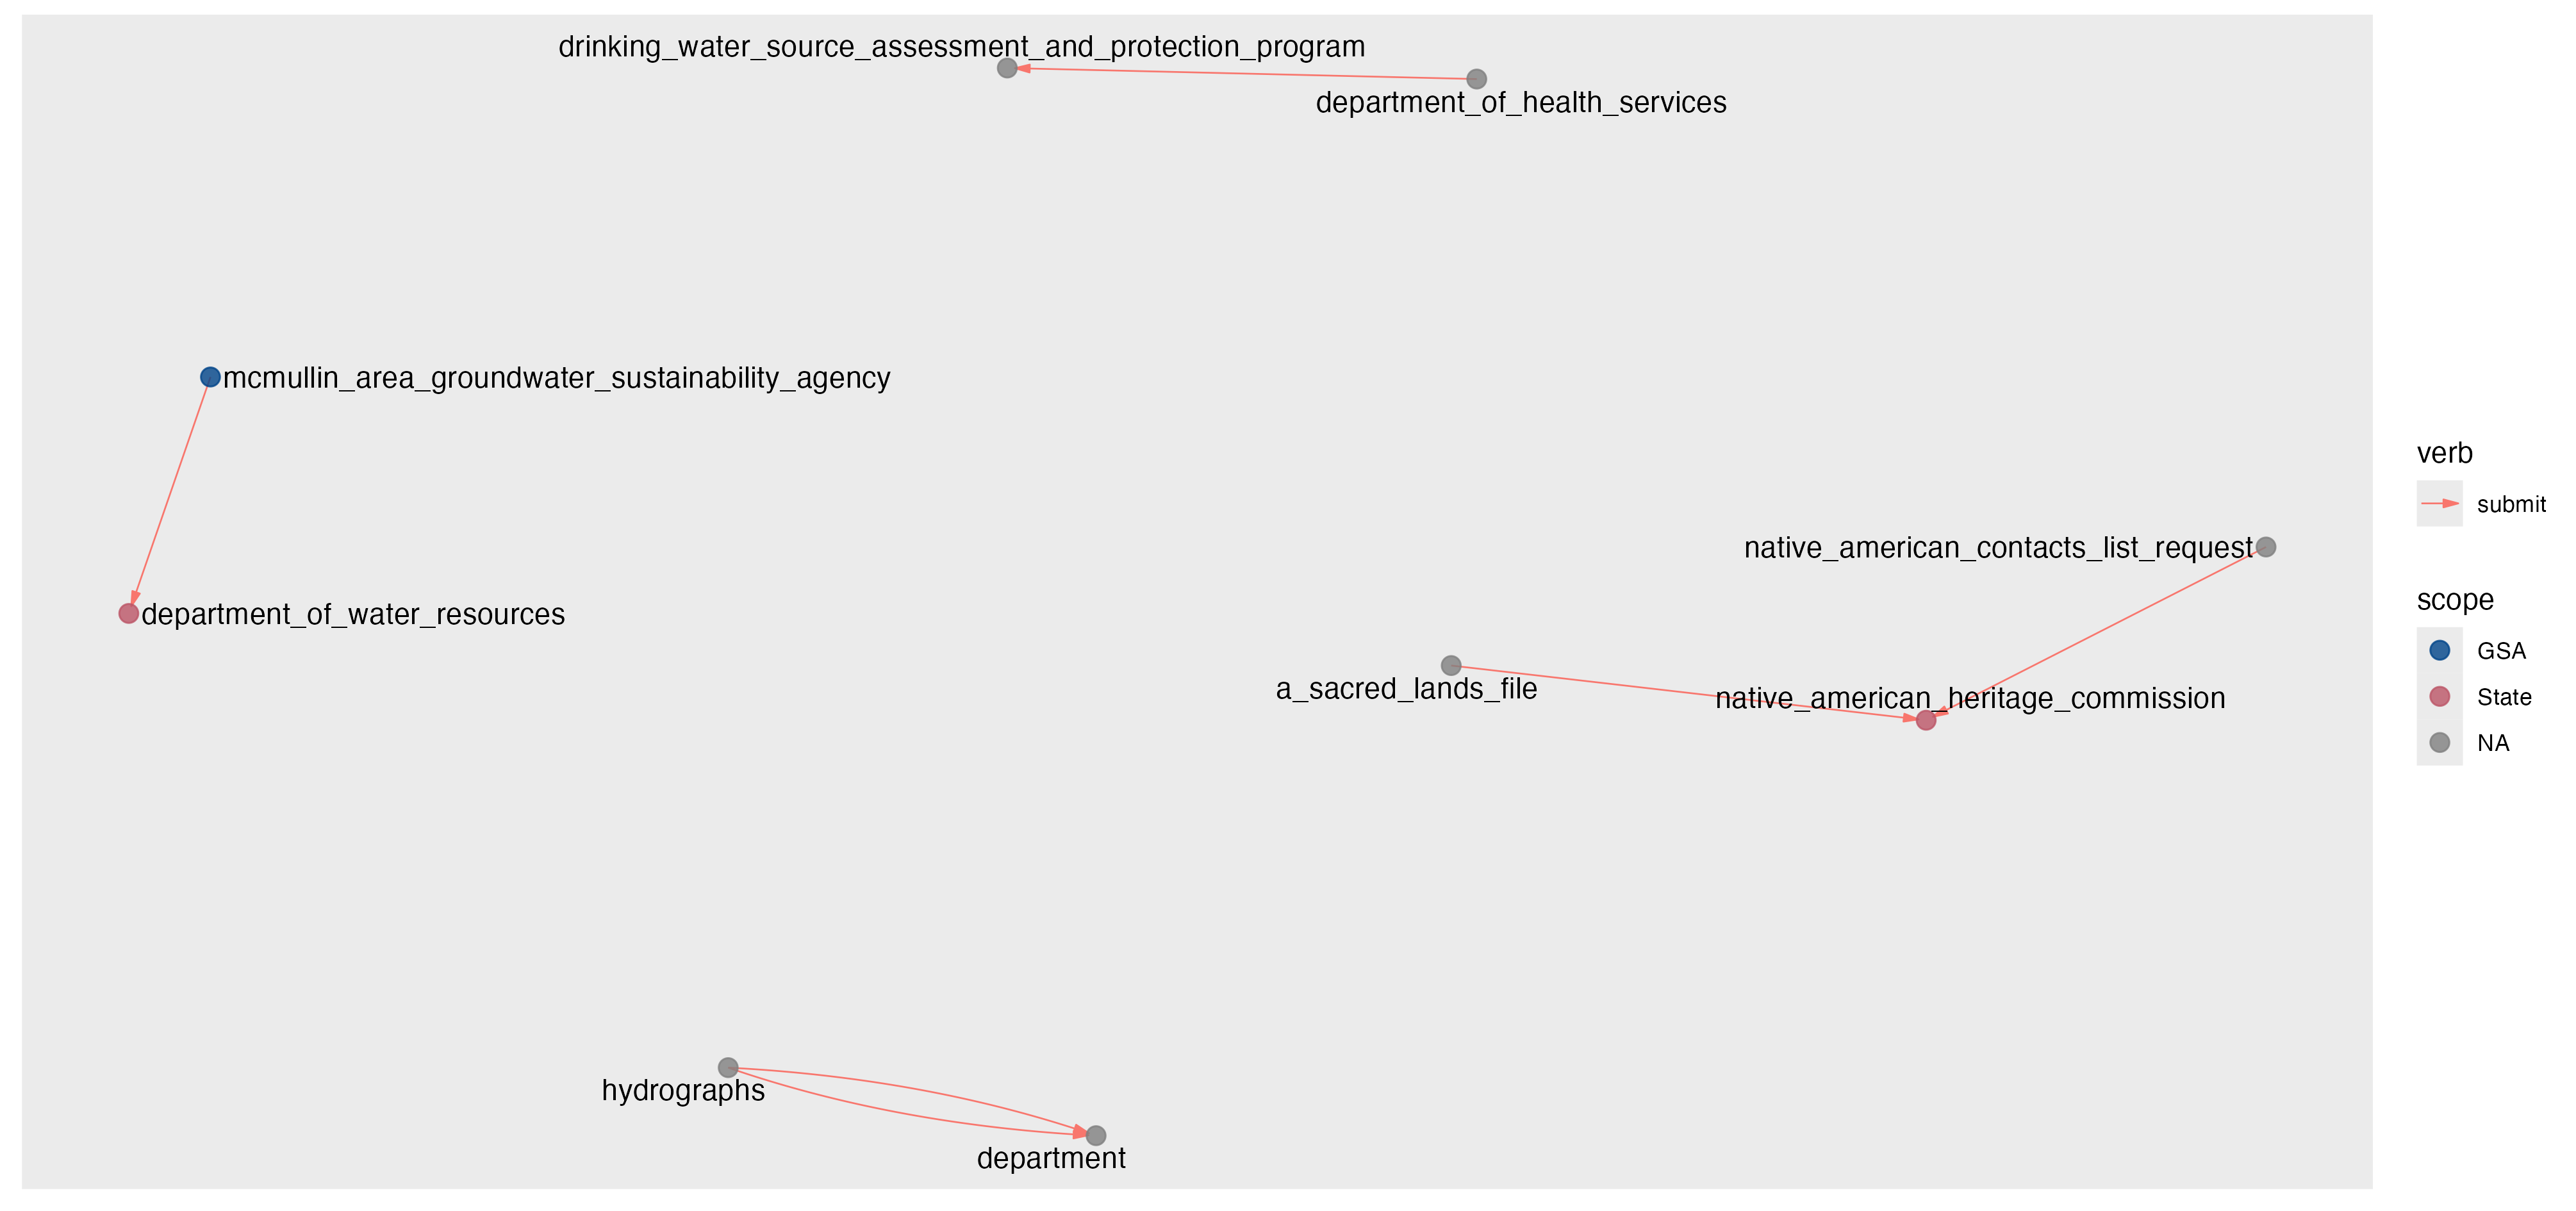 drinking_water_source_assessment_and_protection_program
department_of_health_services
mcmullin_area_groundwater_sustainability_agency
department_of_water_resources
native_american_contacts_list_request
a_sacred_lands_file
native_american_heritage_commission
hydrographs
department
verb
submit
scope
GSA
State
NA